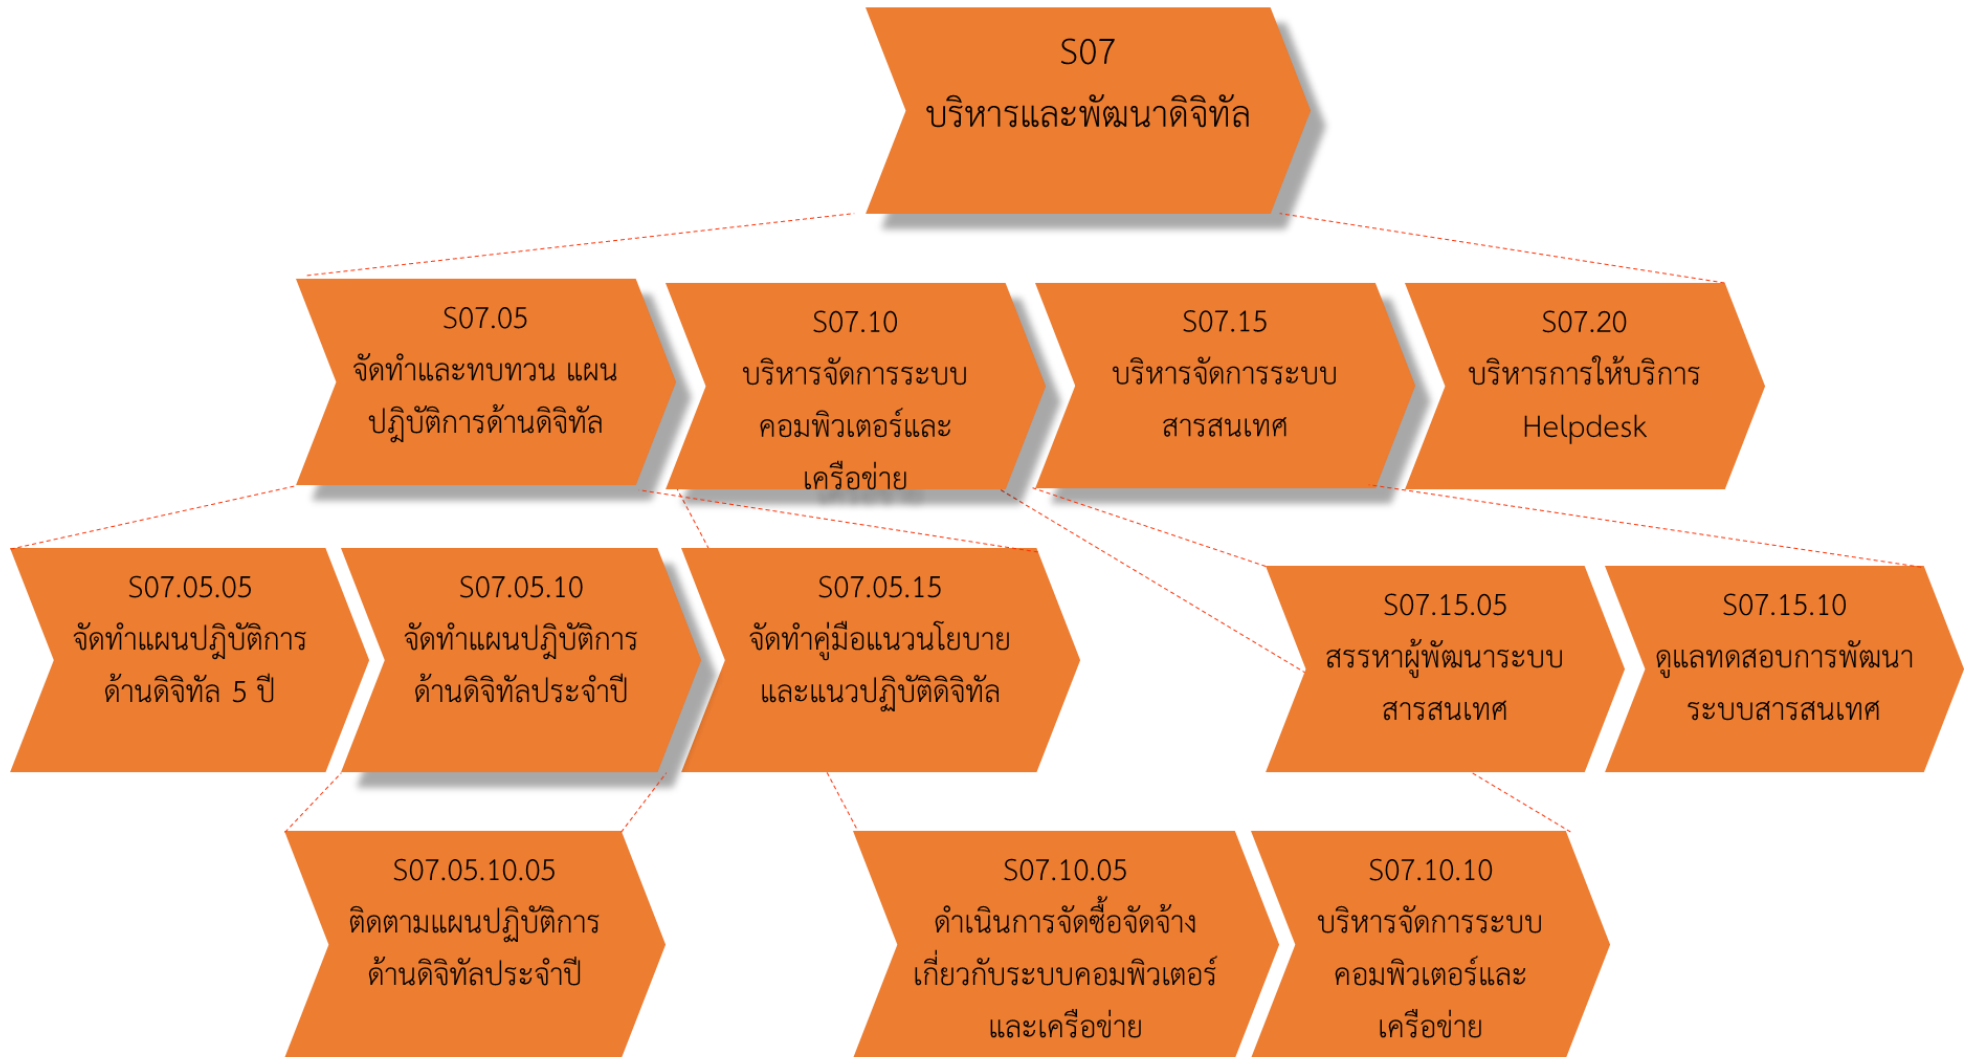 S07
บริหารและพัฒนาดิจิทัล
S07.05
จัดทำและทบทวน แผน
ปฎิบัติการด้านดิจิทัล
S07.10
บริหารจัดการระบบ
คอมพิวเตอร์และ
เครือข่าย
S07.15
บริหารจัดการระบบ
สารสนเทศ
S07.20
บริหารการให้บริการ
Helpdesk
S07.05.05
จัดทำแผนปฎิบัติการ
ด้านดิจิทัล 5 ปี
S07.05.10
จัดทำแผนปฎิบัติการ
ด้านดิจิทัลประจำปี
S07.05.15
จัดทำคู่มือแนวนโยบาย
และแนวปฏิบัติดิจิทัล
S07.15.05
สรรหาผู้พัฒนาระบบ
สารสนเทศ
S07.15.10
ดูแลทดสอบการพัฒนา
ระบบสารสนเทศ
S07.05.10.05
ติดตามแผนปฏิบัติการ
ด้านดิจิทัลประจำปี
S07.10.05
ดำเนินการจัดซื้อจัดจ้าง
เกี่ยวกับระบบคอมพิวเตอร์
และเครือข่าย
S07.10.10
บริหารจัดการระบบ
คอมพิวเตอร์และ
เครือข่าย